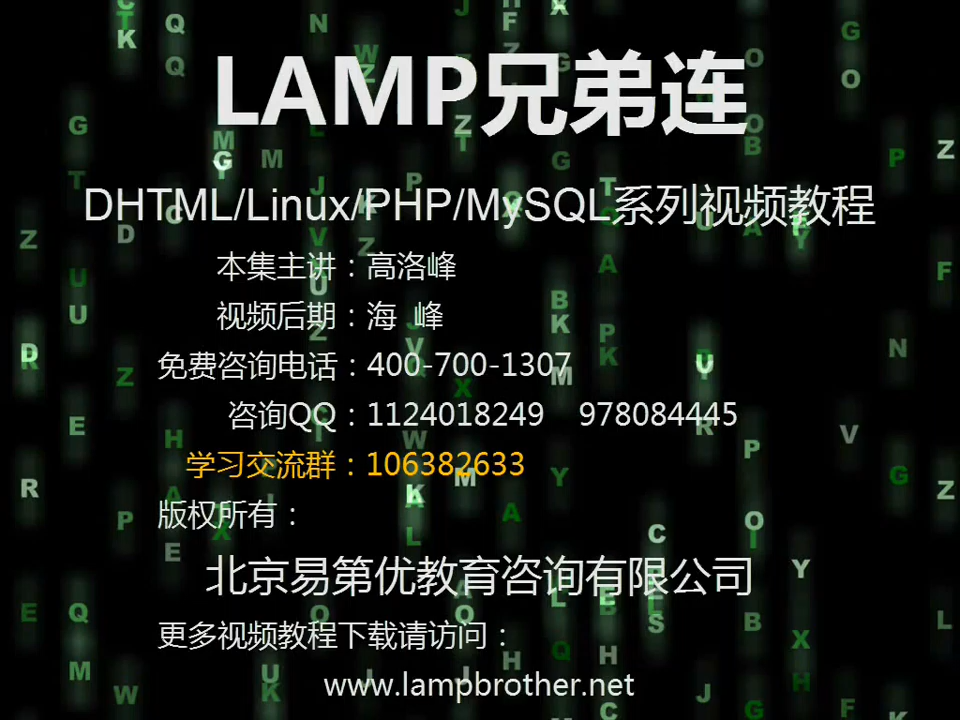 LAMP兄弟连
DHTML/Linux/PHP/MySQL系列视频教程
本集主讲：高洛峰
视频后期：海 峰
免费咨询电话：400-700-1307
咨询QQ：1124018249 978084445
学习交流群：106382633
版权所有：
北京易第优教育咨询有限公司
更多视频教程下载请访问：
www.lampbrother.net